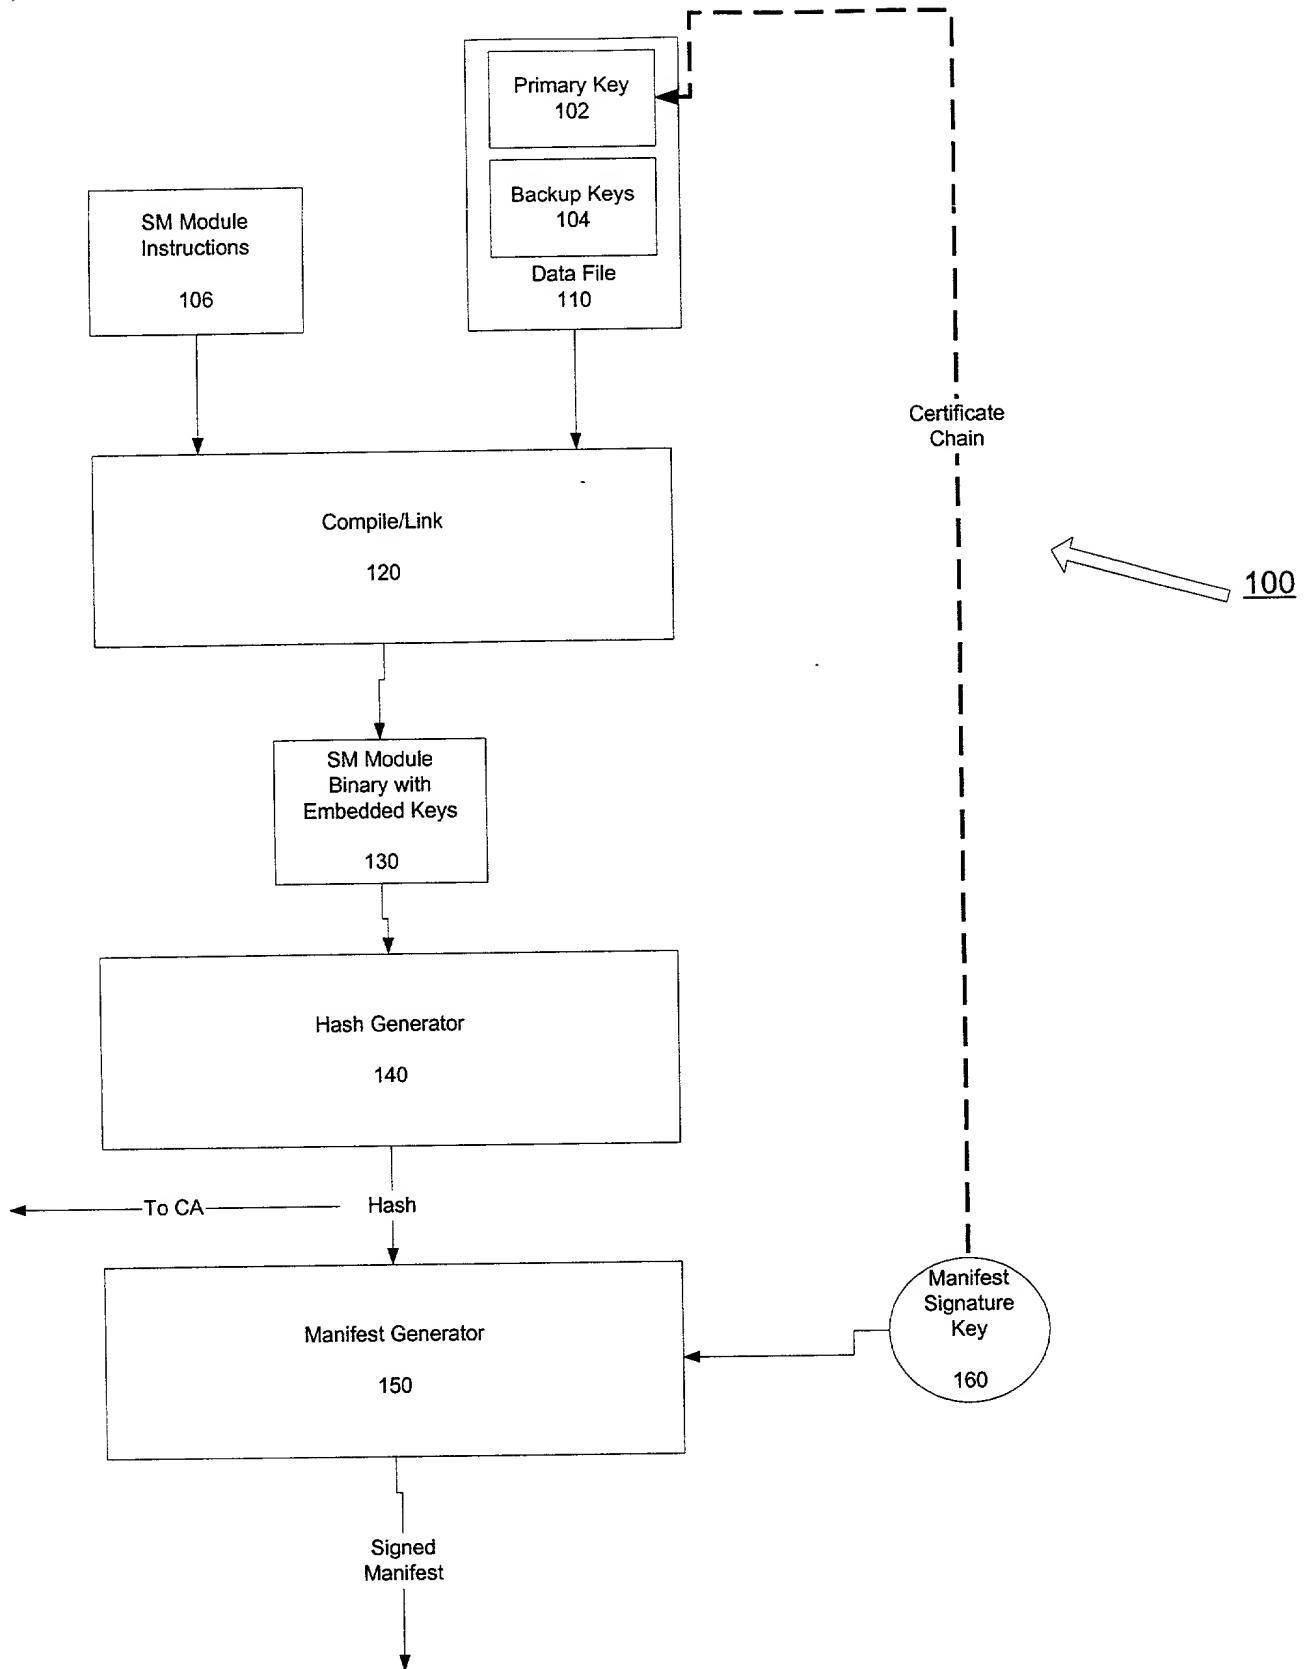 Primary Key
102
Backup Keys
104
Data File
110
SM Module
Instructions
106
Certificate
Chain
Compile/Link
120
100
SM Module
Binary with
Embedded Keys
130
Hash Generator
140
To CA
Hash
Manifest
Signature
Key
160
Manifest Generator
150
Signed
Manifest